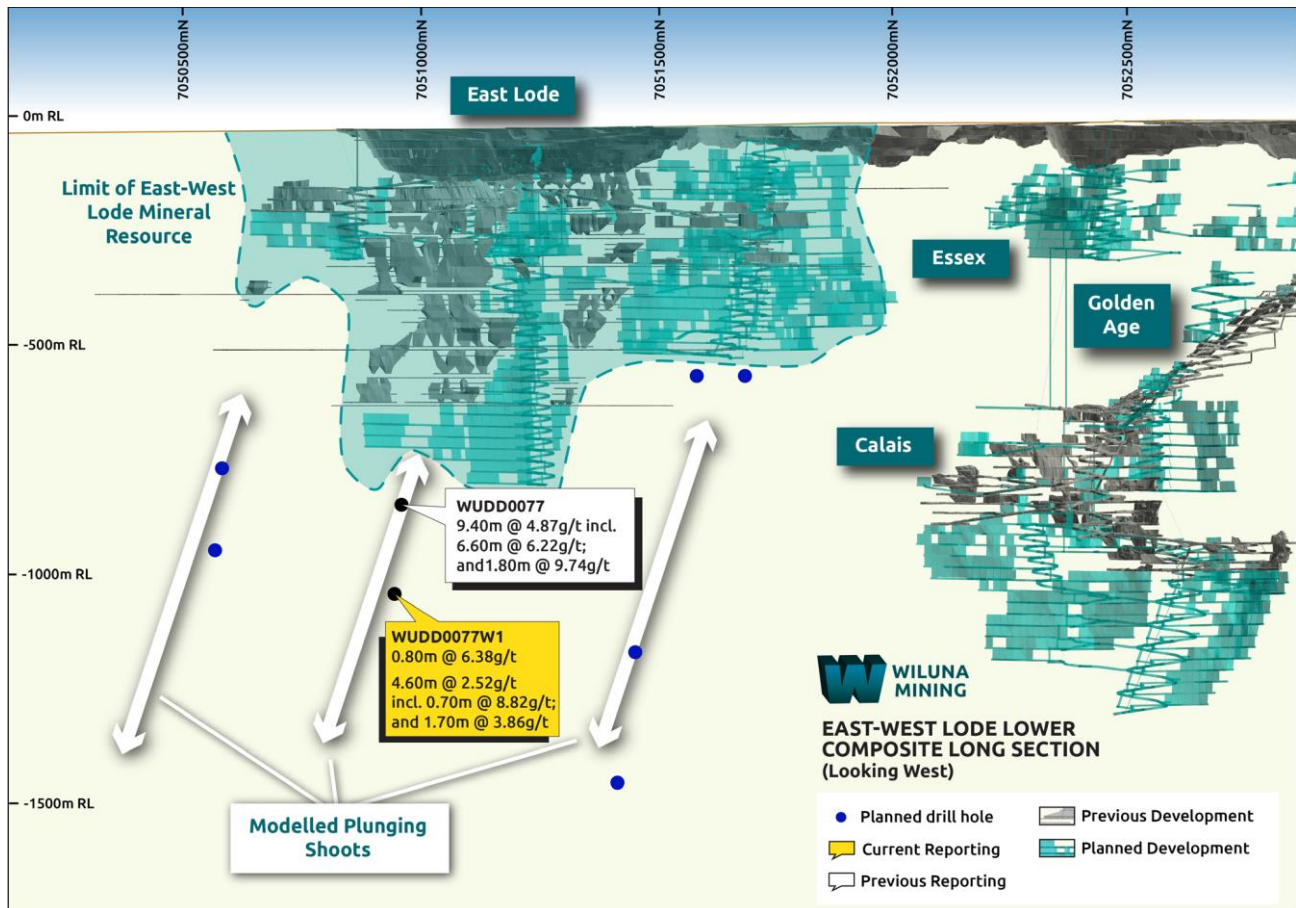 7050500mN
7051000mN
7051500mN
7052000mN
7052500mN
East Lode
0m RL
Limit of East-West
Lode Mineral
Resource
Essex
Golden
Age
-500m RL
Calais
WUDD0077
9.40m @ 4.87g/t incl.
6.60m @ 6.22g/t;
and1.80m @ 9.74g/t
-1000m RL
WUDD0077W1
0.80m @ 6.38g/t
4.60m @ 2.52g/t
incl. 0.70m @ 8.82g/t;
and 1.70m @ 3.86g/t
-1500m RL
Modelled Plunging
Shoots
WILUNA
MINING
EAST-WEST LODE LOWER
COMPOSITE LONG SECTION
(Looking West)
Planned drill hole
Current Reporting
Previous Reporting
Previous Development
Planned Development